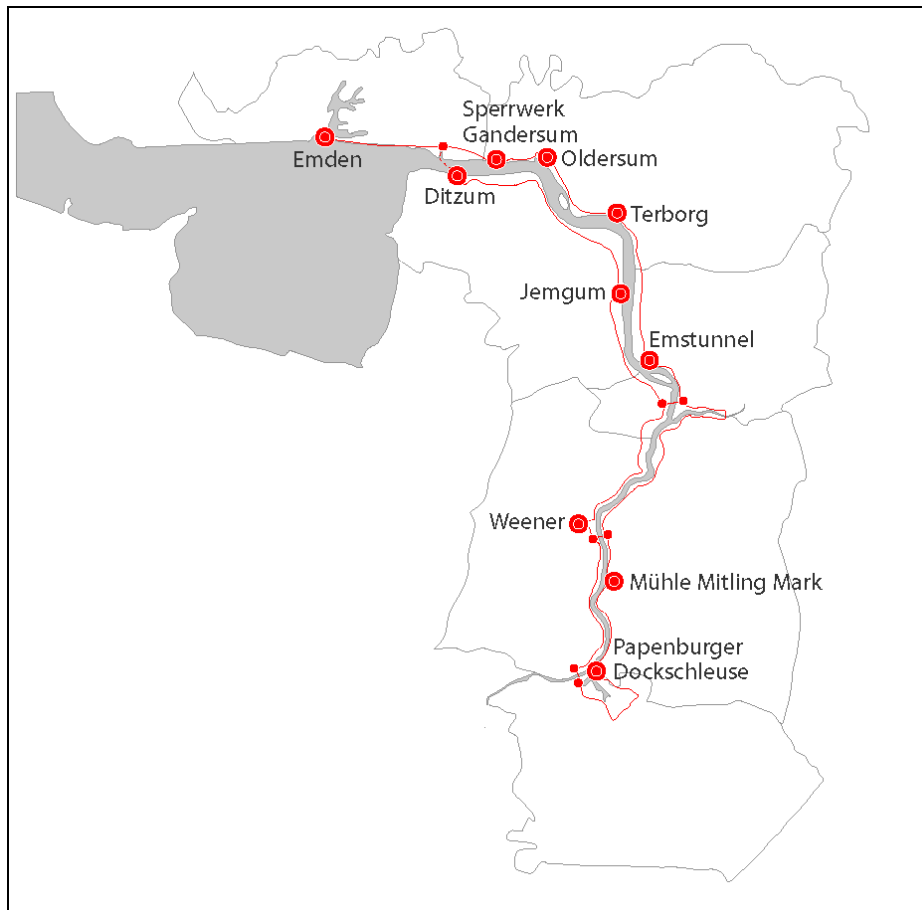 Sperrwerk
Gandersum
Emden
Oldersum
Ditzum
Terborg
Jemgum
Emstunnel
Weener
Mühle Mitling Mark
Papenburger
Dockschleuse